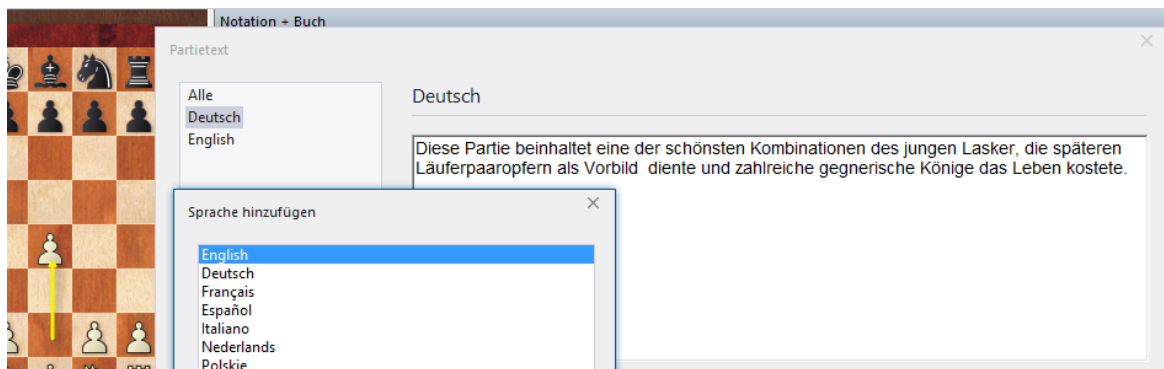 Notation + Buch
Partietext
Alle
Deutsch
English
Deutsch
Diese Partie beinhaltet eine der schönsten Kombinationen des jungen Lasker, die späteren
Läuferpaaropfern als Vorbild diente und zahlreiche gegnerische Könige das Leben kostete.
Sprache hinzufügen
English
Deutsch
Français
Español
Italiano
Nederlands
Polskie